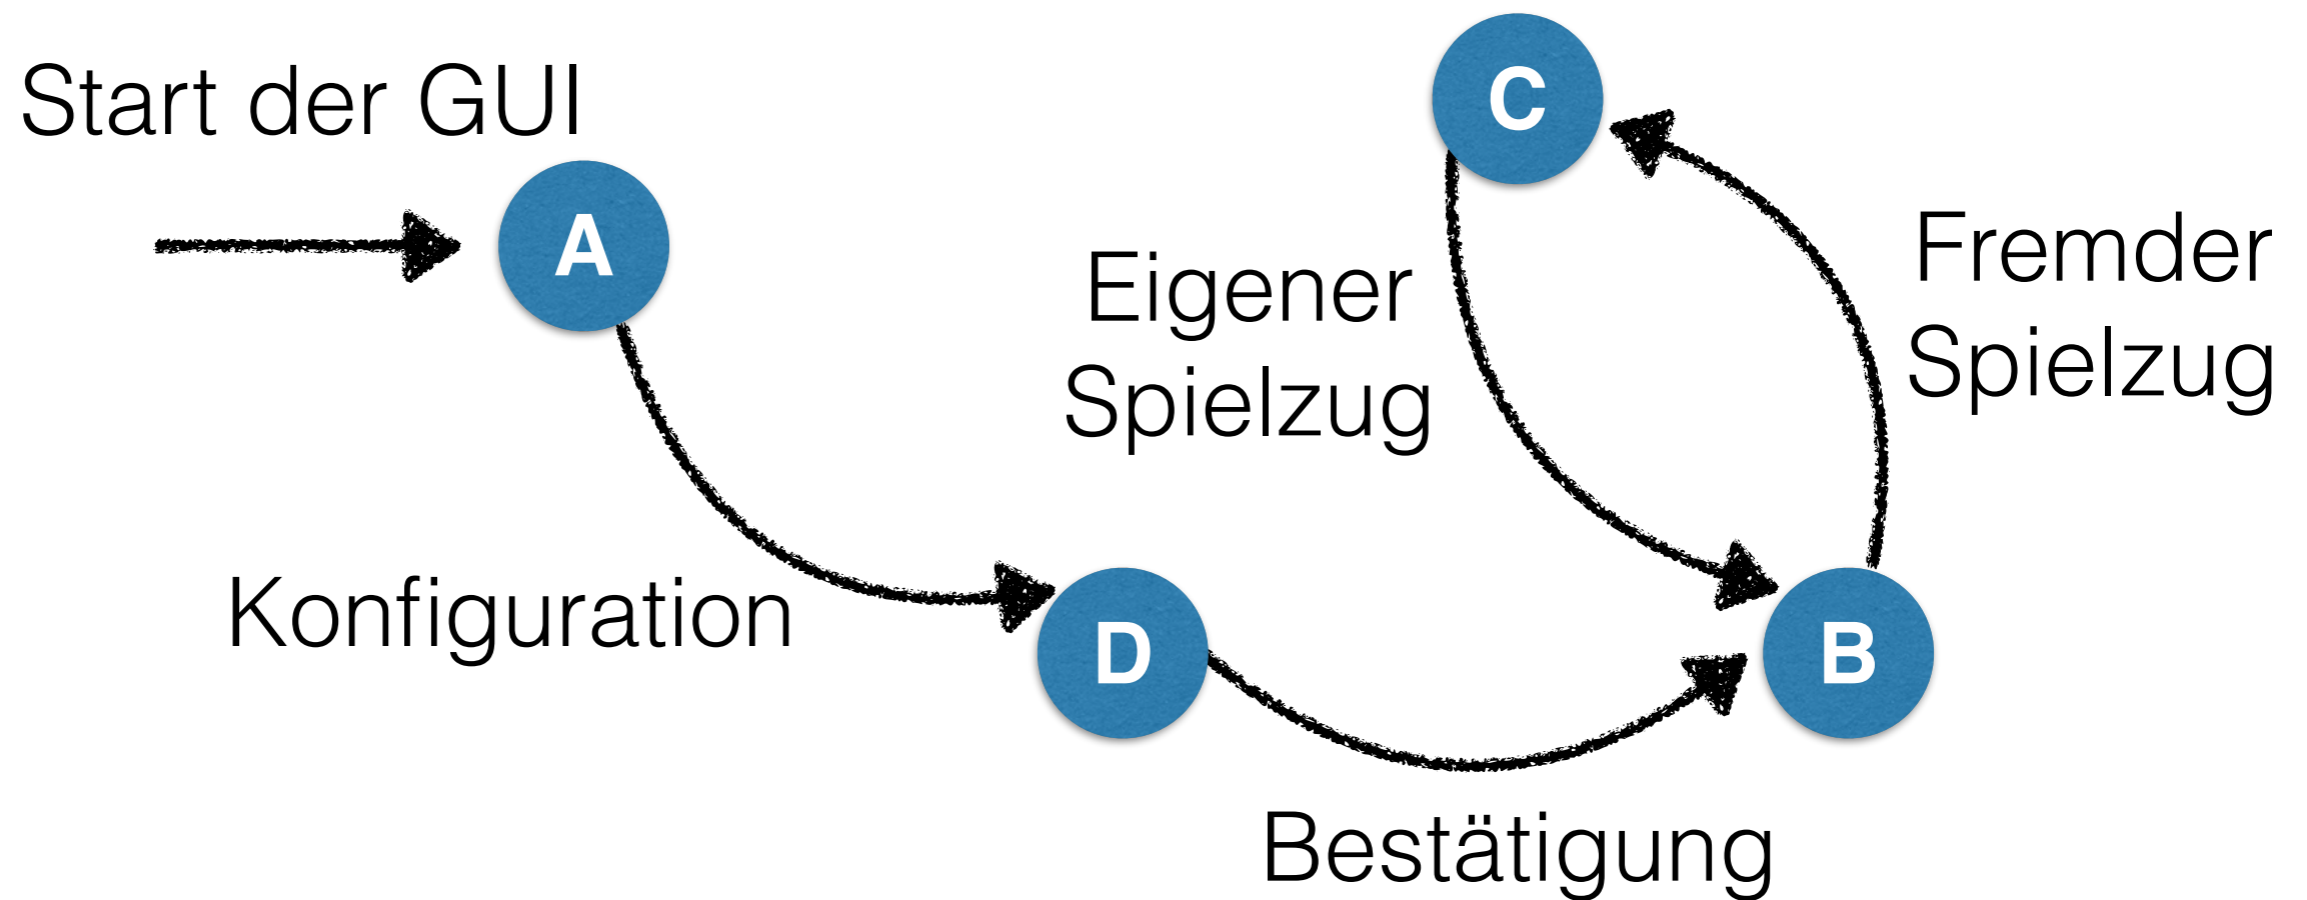 Start der GUI
A
Konfiguration
D
Bestätigung
B
C
Eigener
Spielzug
Fremder
Spielzug